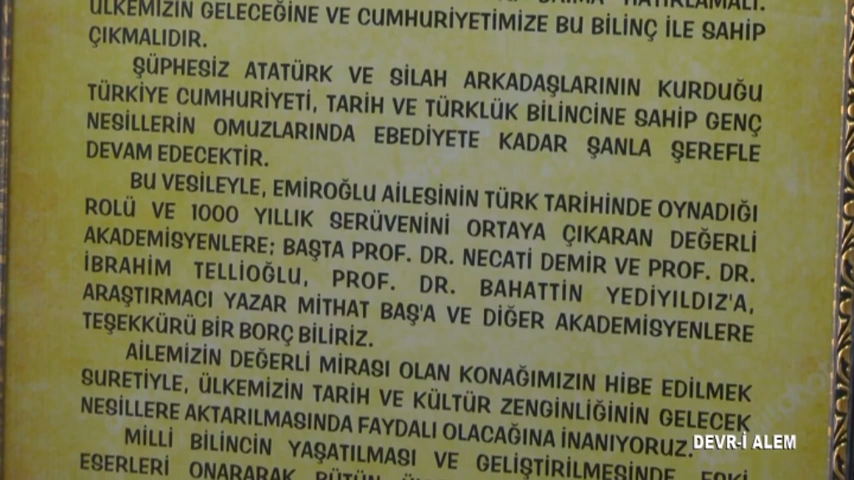 HATIRLAMALI.
ÜLKEMİZİN GELECEĞİNE VE CUMHURİYETİMİZE BU BİLİNÇ İLE SAHİP
ÇIKMALIDIR.
ŞÜPHESİZ ATATÜRK VE SİLAH ARKADAŞLARININ KURDUĞU
TÜRKİYE CUMHURİYETİ, TARİH VE TÜRKLÜK BİLİNCİNE SAHİP GENÇ
NESİLLERİN OMUZLARINDA EBEDİYETE KADAR ŞANLA ŞEREFLE
DEVAM EDECEKTİR.
BU VESİLEYLE, EMİROĞLU AİLESİNİN TÜRK TARİHİNDE OYNADIĞI
ROLÜ VE 1000 YILLIK SERÜVENİNİ ORTAYA ÇIKARAN DEĞERLİ
AKADEMİSYENLERE; BAŞTA PROF. DR. NECATİ DEMİR VE PROF. DR.
İBRAHİM TELLİOĞLU, PROF. DR. BAHATTİN YEDİYILDIZ'A,
ARAŞTIRMACI YAZAR MİTHAT BAŞ'A VE DİĞER AKADEMİSYENLERE
TEŞEKKÜRÜ BİR BORÇ BİLİRİZ.
AİLEMİZİN DEĞERLİ MİRASI OLAN KONAĞIMIZIN HİBE EDİLMEK
SURETİYLE, ÜLKEMİZİN TARİH VE KÜLTÜR ZENGİNLİĞİNİN GELECEK
NESİLLERE AKTARILMASINDA FAYDALI OLACAĞINA İNANIYORUZ.
DEVR-İ ALEM
MİLLİ BİLİNCİN YAŞATILMASI VE GELİŞTİRİLMESİNDE ESKİ
ESERLERİ ONARARAK BÜTÜN